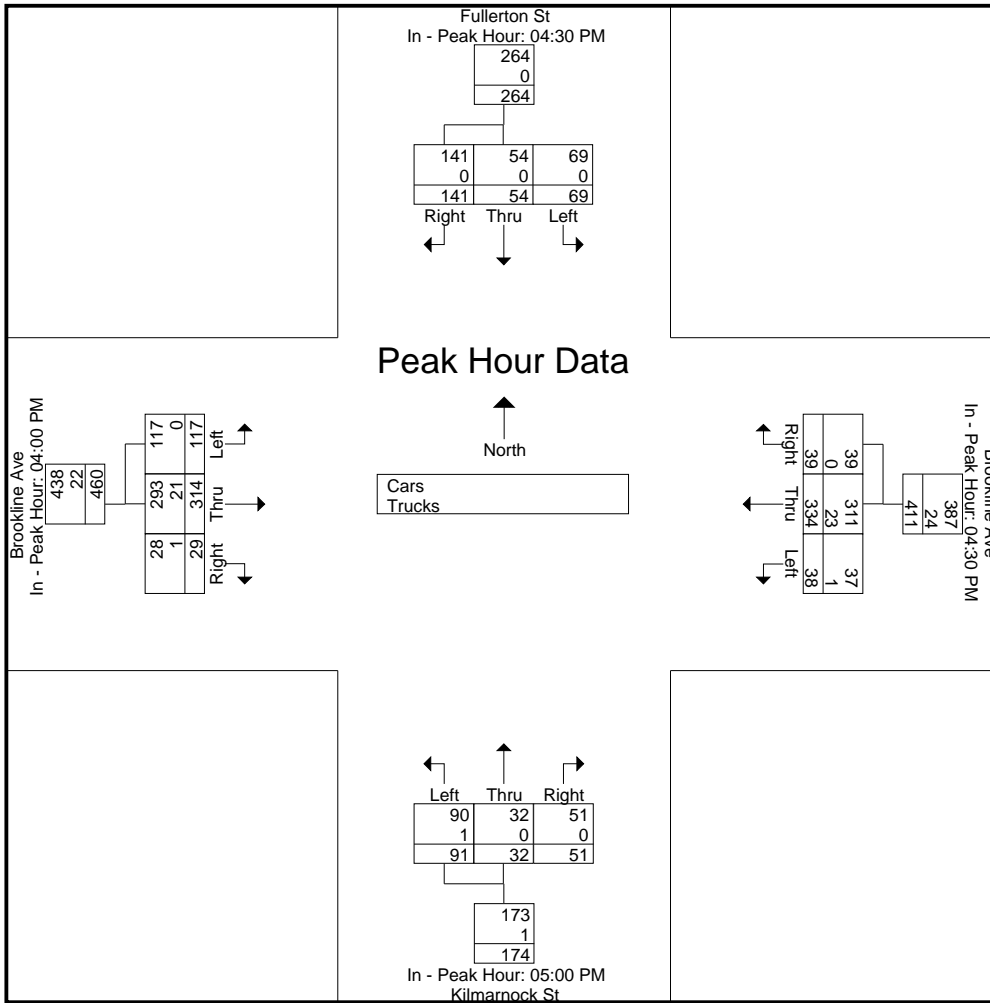 Fullerton St
In - Peak Hour: 04:30 PM
264
0
264
141 54 69
0 0 0
141 54 69
Right Thru Left
Peak Hour Data
North
Cars
Trucks
Brookline Ave
In - Peak Hour: 04:00 PM
438
22
460
117 0 117 Left
293 21 314 Thru
28 1 29 Right
Brookline Ave
In - Peak Hour: 04:30 PM
387
24
411
Right 39 0 39
Thru 334 23 311
Left 38 1 37
Left Thru Right
90 32 51
1 0 0
91 32 51
173
1
174
In - Peak Hour: 05:00 PM
Kilmarnock St